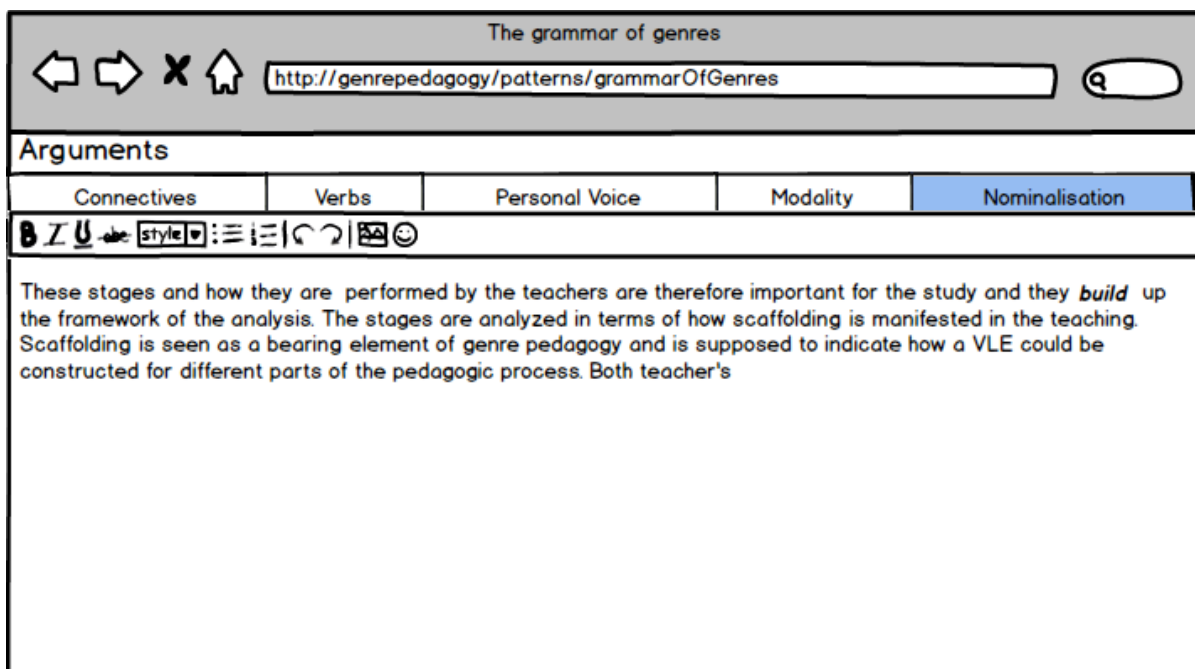 The grammar of genres
http://genrepedagogy/patterns/grammarOfGenres
Arguments
Connectives Verbs Personal Voice Modality Nominalisation
B I U abc style
These stages and how they are performed by the teachers are therefore important for the study and they build up
the framework of the analysis. The stages are analyzed in terms of how scaffolding is manifested in the teaching.
Scaffolding is seen as a bearing element of genre pedagogy and is supposed to indicate how a VLE could be
constructed for different parts of the pedagogic process. Both teacher's